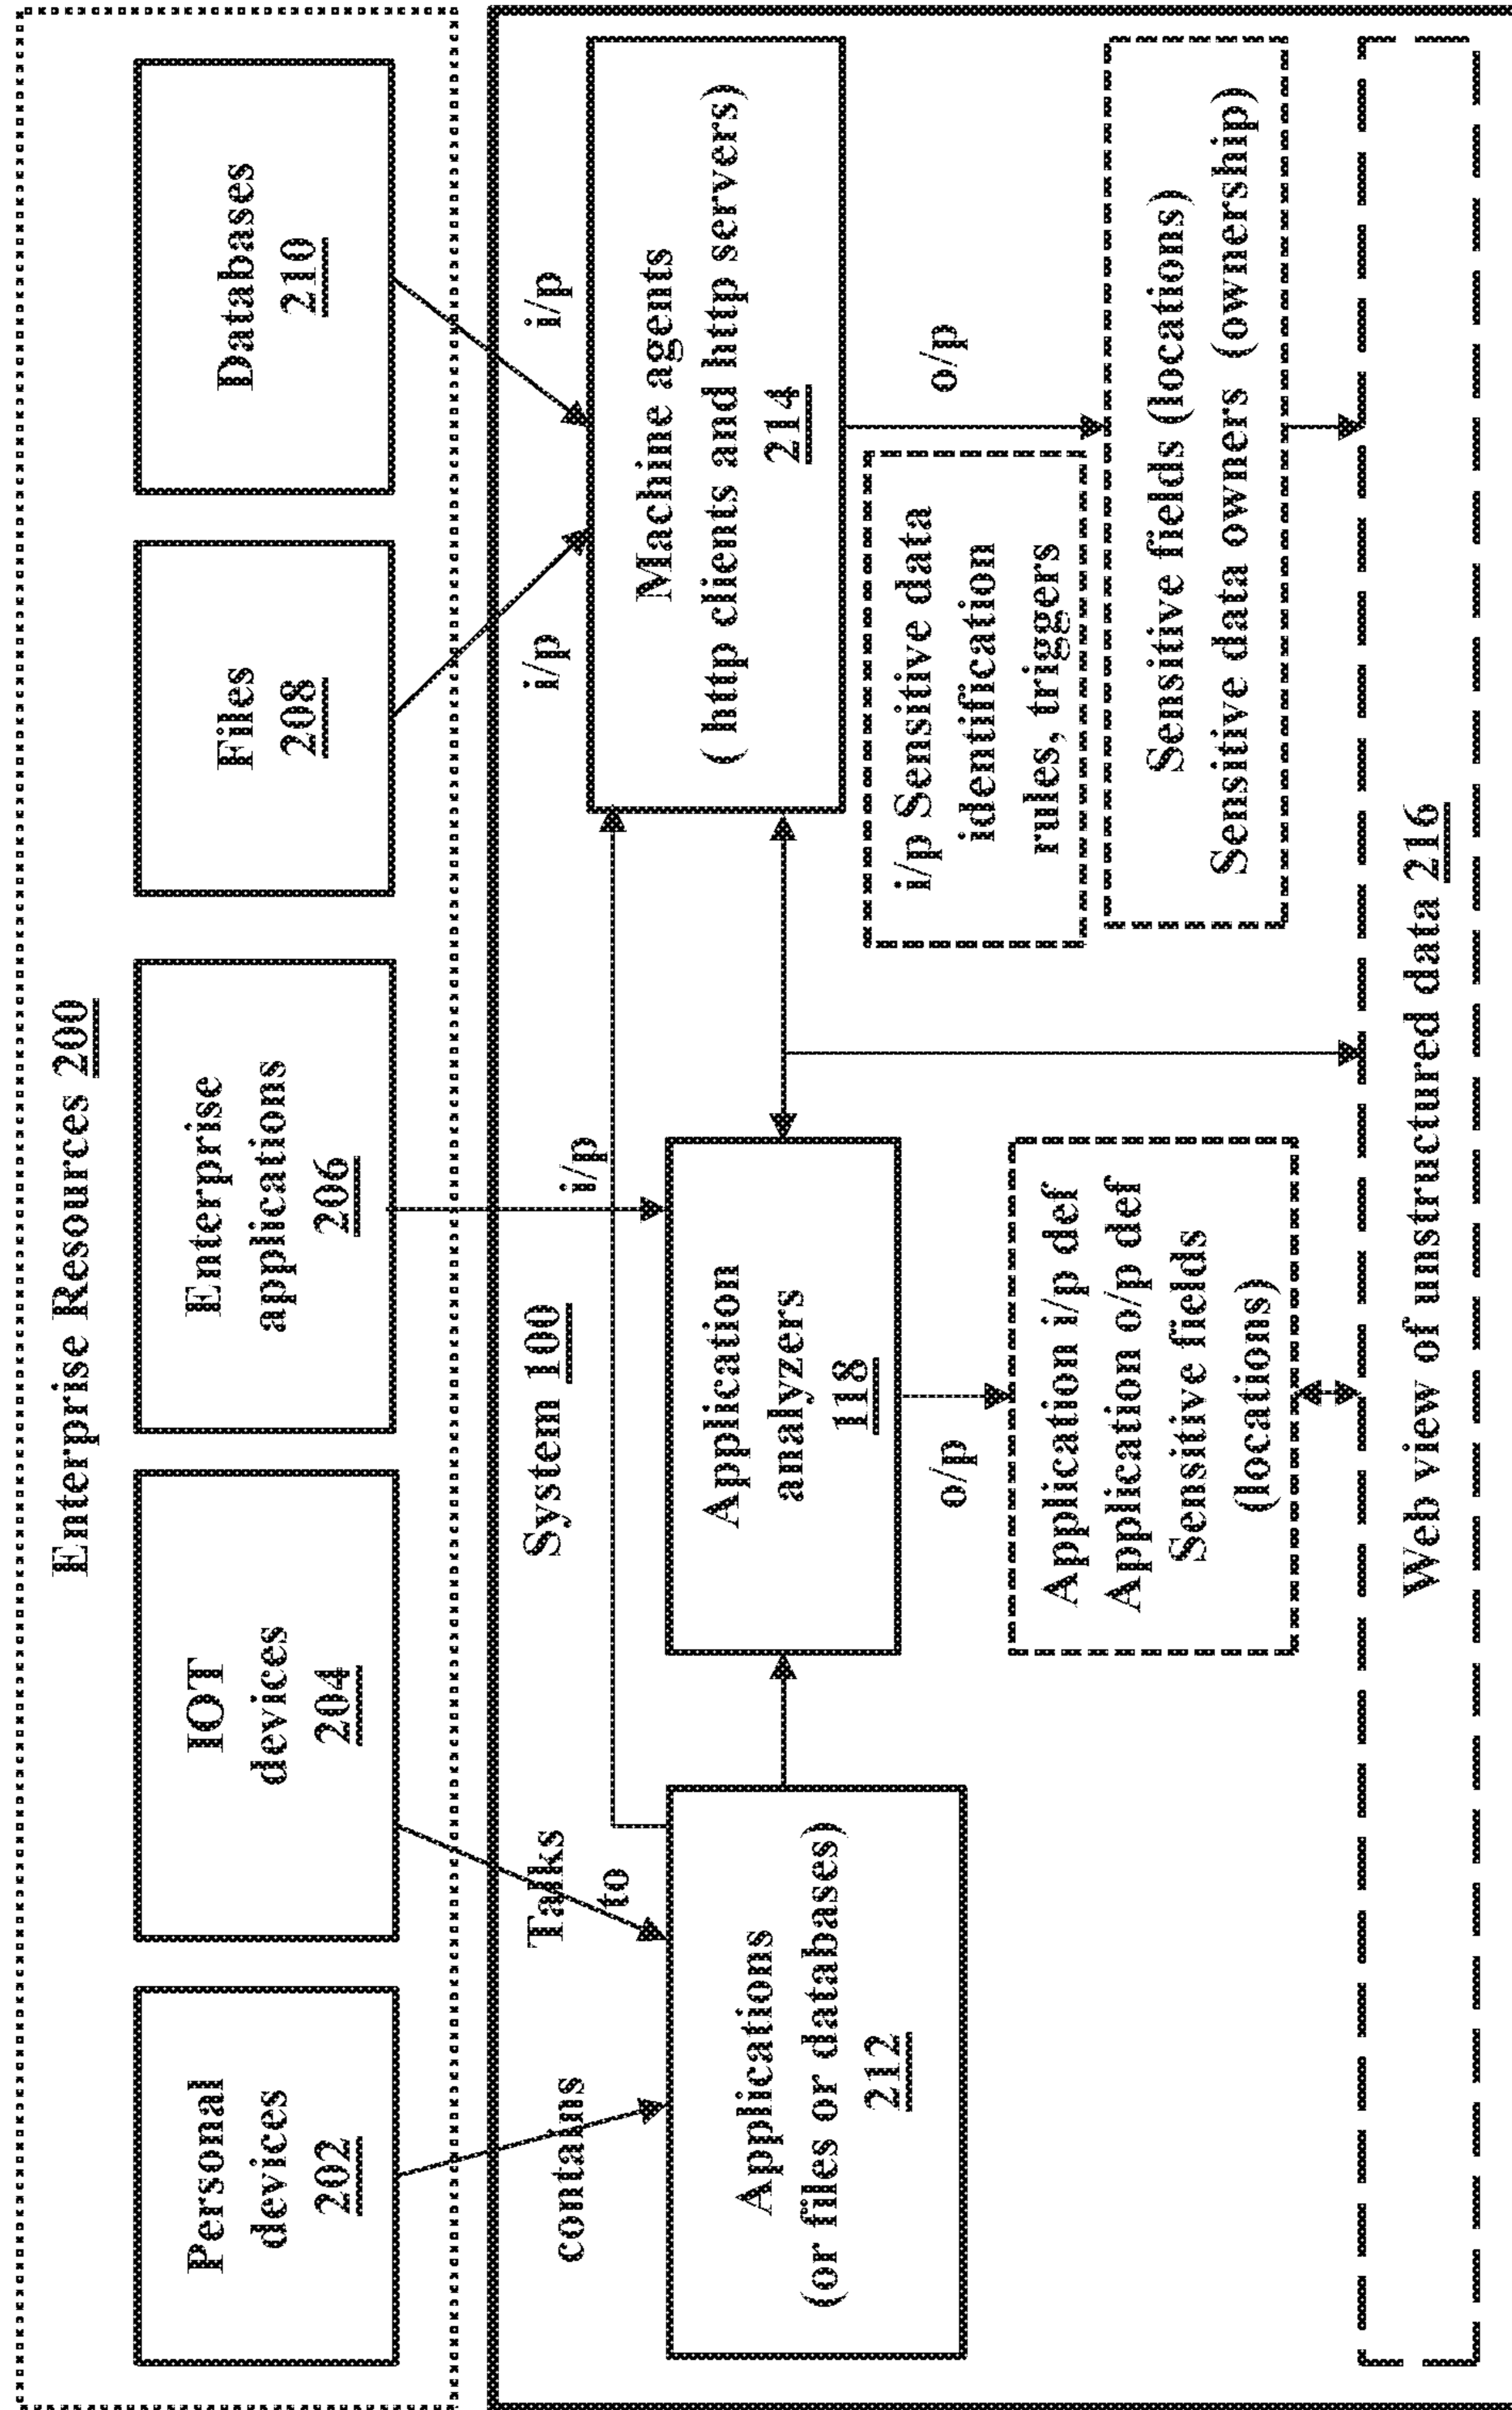 Enterprise Resources 200
Personal
devices
202
IOT
devices
204
Enterprise
applications
206
Files
208
Databases
210
contains
Talks
to
System 100
i/p
i/p
i/p
Applications
(or files or databases)
212
Application
analyzers
118
Machine agents
( http clients and http servers)
214
o/p
o/p
i/p Sensitive data
identification
rules, triggers
Application i/p def
Application o/p def
Sensitive fields
(locations)
Sensitive fields (locations)
Sensitive data owners (ownership)
Web view of unstructured data 216